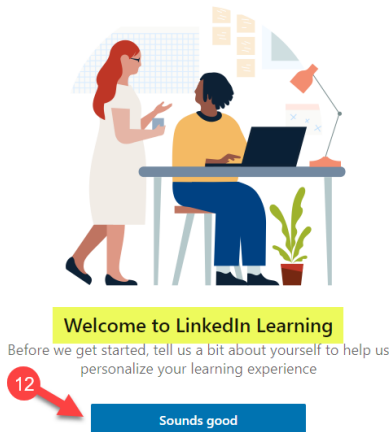 Welcome to LinkedIn Learning
Before we get started, tell us a bit about yourself to help us
personalize your learning experience
12
Sounds good